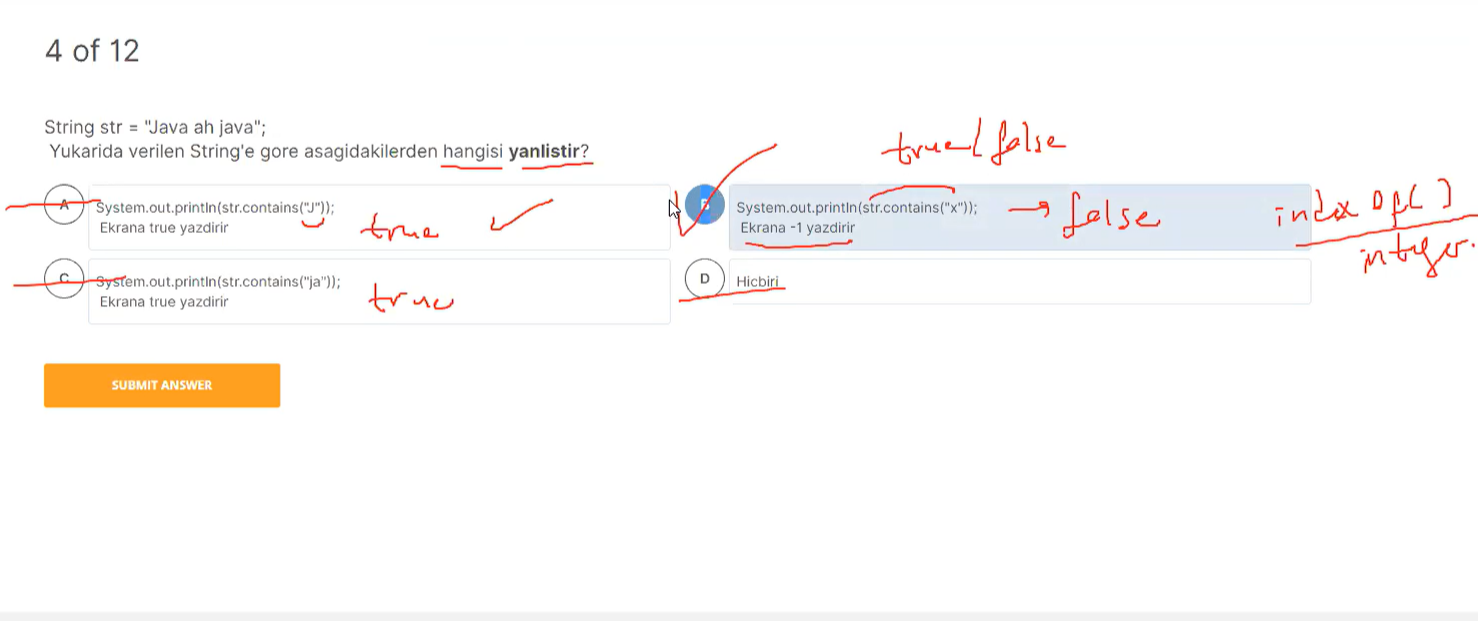 4 of 12
String str = "Java ah java";
Yukarida verilen String'e gore asagidakilerden hangisi yanlistir?
true/false
A
System.out.println(str.contains("J"));
Ekrana true yazdirir
true
B
System.out.println(str.contains("x"));
Ekrana -1 yazdirir
false
indexOf()
integer.
C
System.out.println(str.contains("ja"));
Ekrana true yazdirir
true
D
Hicbiri
SUBMIT ANSWER